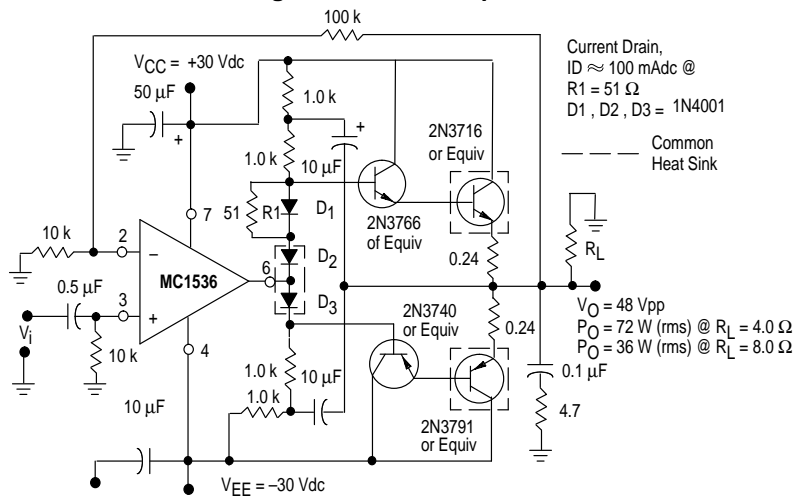 100 k
VCC = +30 Vdc
50 µF
+
1.0 k
+
1.0 k
10 µF
51
R1
D1
D2
D3
7
10 k
2
−
MC1536
6
0.5 µF
3
+
Vi
10 k
4
10 µF
1.0 k
10 µF
1.0 k
VEE = −30 Vdc
2N3716
or Equiv
2N3766
of Equiv
0.24
2N3740
or Equiv
0.24
2N3791
or Equiv
Current Drain,
ID ≈ 100 mAdc @
R1 = 51 Ω
D1 , D2 , D3 = 1N4001
Common
Heat Sink
RL
VO = 48 Vpp
PO = 72 W (rms) @ RL = 4.0 Ω
PO = 36 W (rms) @ RL = 8.0 Ω
0.1 µF
4.7